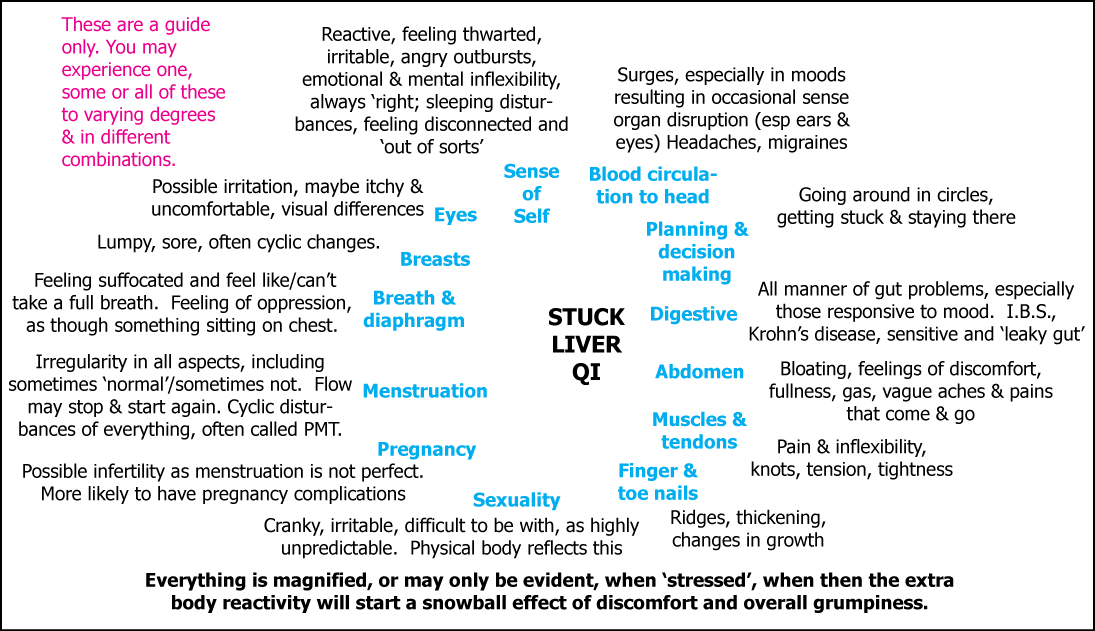 These are a guide
only. You may
experience one,
some or all of these
to varying degrees
& in different
combinations.
Reactive, feeling thwarted,
irritable, angry outbursts,
emotional & mental inflexibility,
always ‘right; sleeping distur-
bances, feeling disconnected and
‘out of sorts’
Sense
of
Self
Surges, especially in moods
resulting in occasional sense
organ disruption (esp ears &
eyes) Headaches, migraines
Blood circula-
tion to head
Going around in circles,
getting stuck & staying there
Planning &
decision
making
All manner of gut problems, especially
those responsive to mood.  I.B.S.,
Krohn’s disease, sensitive and ‘leaky gut’
Digestive
Abdomen
Bloating, feelings of discomfort,
fullness, gas, vague aches & pains
that come & go
Muscles &
tendons
Pain & inflexibility,
knots, tension, tightness
Finger &
toe nails
Ridges, thickening,
changes in growth
Possible irritation, maybe itchy &
uncomfortable, visual differences
Eyes
Lumpy, sore, often cyclic changes.
Breasts
Feeling suffocated and feel like/can’t
take a full breath.  Feeling of oppression,
as though something sitting on chest.
Breath &
diaphragm
Irregularity in all aspects, including
sometimes ‘normal’/sometimes not.  Flow
may stop & start again. Cyclic distur-
bances of everything, often called PMT.
Menstruation
Pregnancy
Possible infertility as menstruation is not perfect.
More likely to have pregnancy complications
Sexuality
Cranky, irritable, difficult to be with, as highly
unpredictable.  Physical body reflects this
STUCK
LIVER
QI
Everything is magnified, or may only be evident, when ‘stressed’, when then the extra
body reactivity will start a snowball effect of discomfort and overall grumpiness.